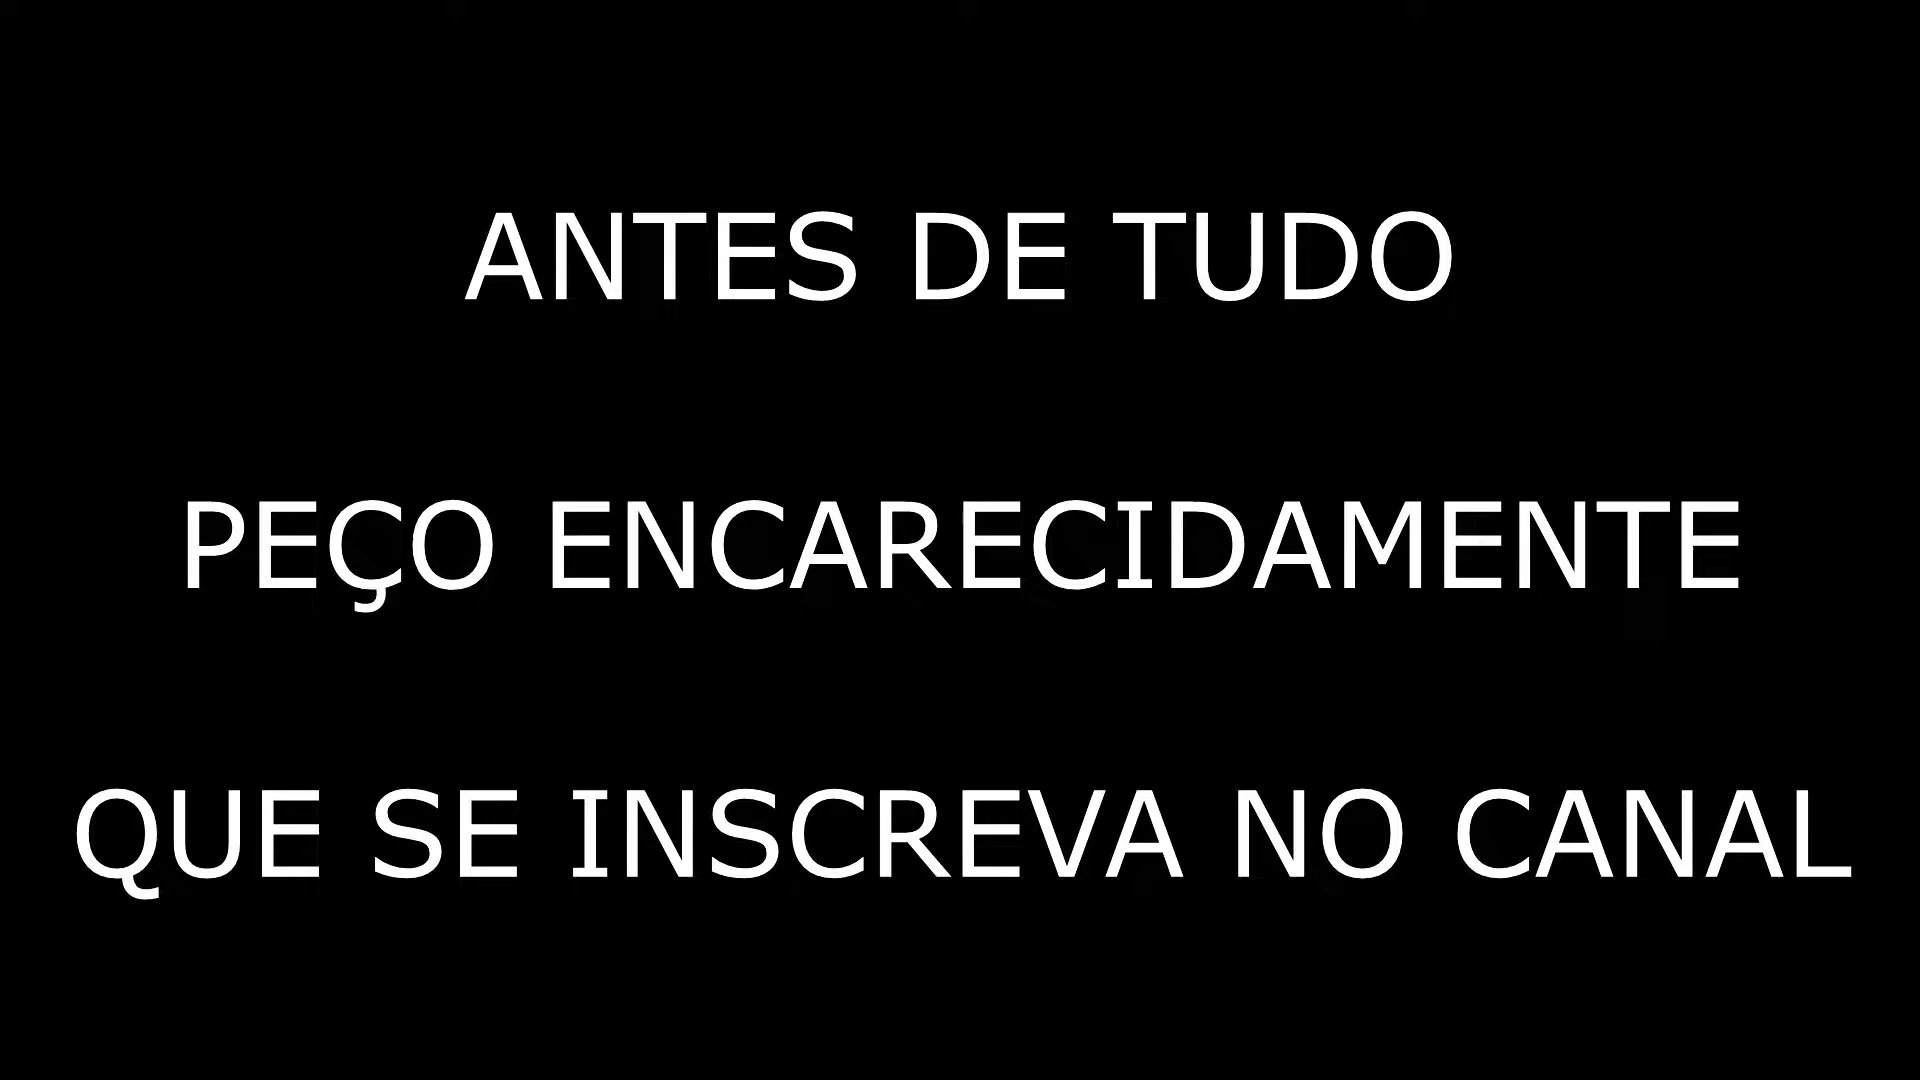 ANTES DE TUDO
PEÇO ENCARECIDAMENTE
QUE SE INSCREVA NO CANAL